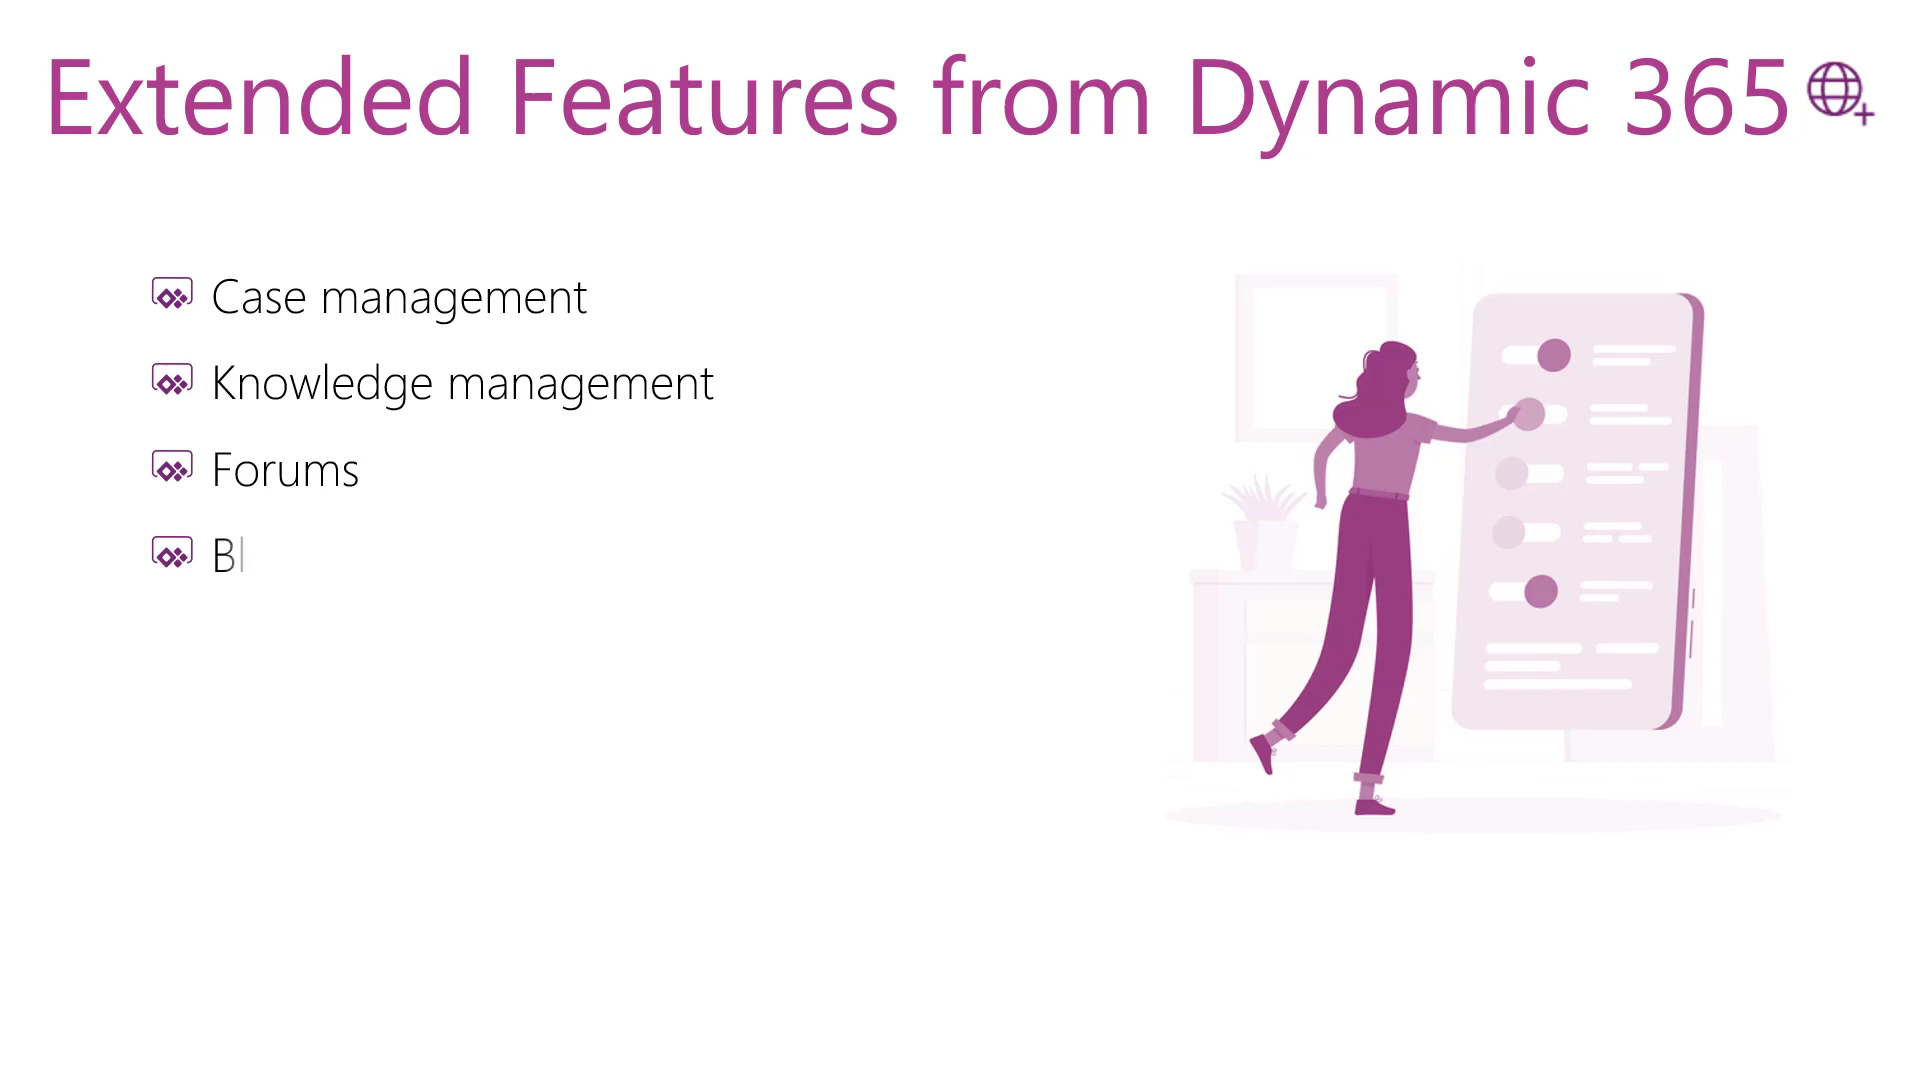 Extended Features from Dynamic 365
Case management
Knowledge management
Forums
Bl